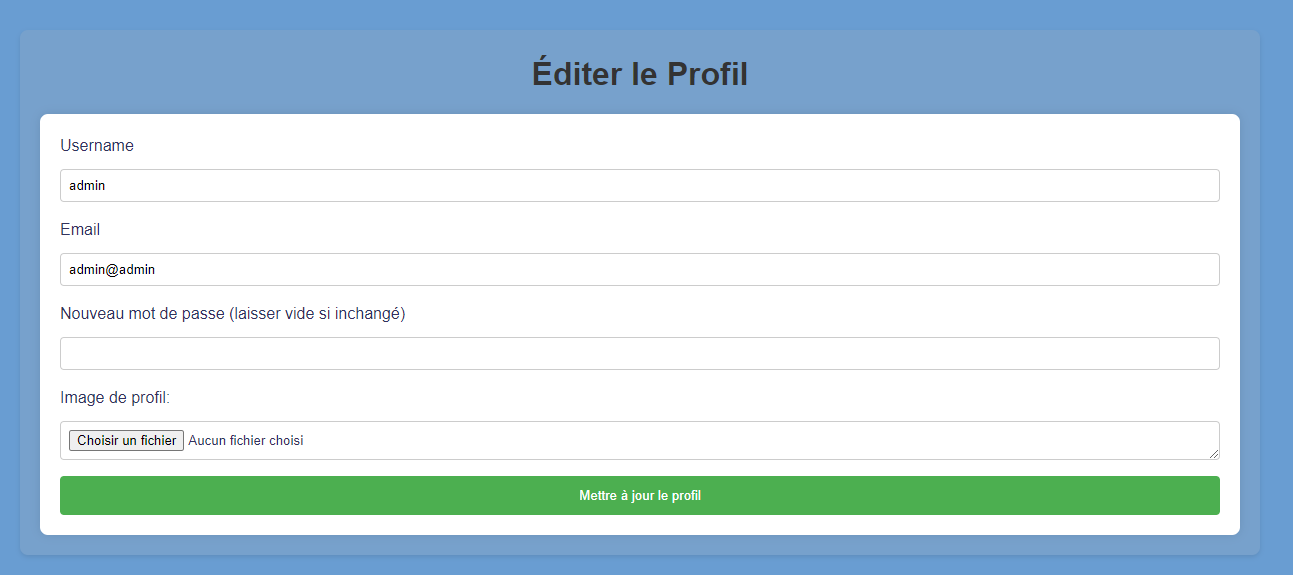 Éditer le Profil
Username
admin
Email
admin@admin
Nouveau mot de passe (laisser vide si inchangé)
Image de profil:
Choisir un fichier Aucun fichier choisi
Mettre à jour le profil